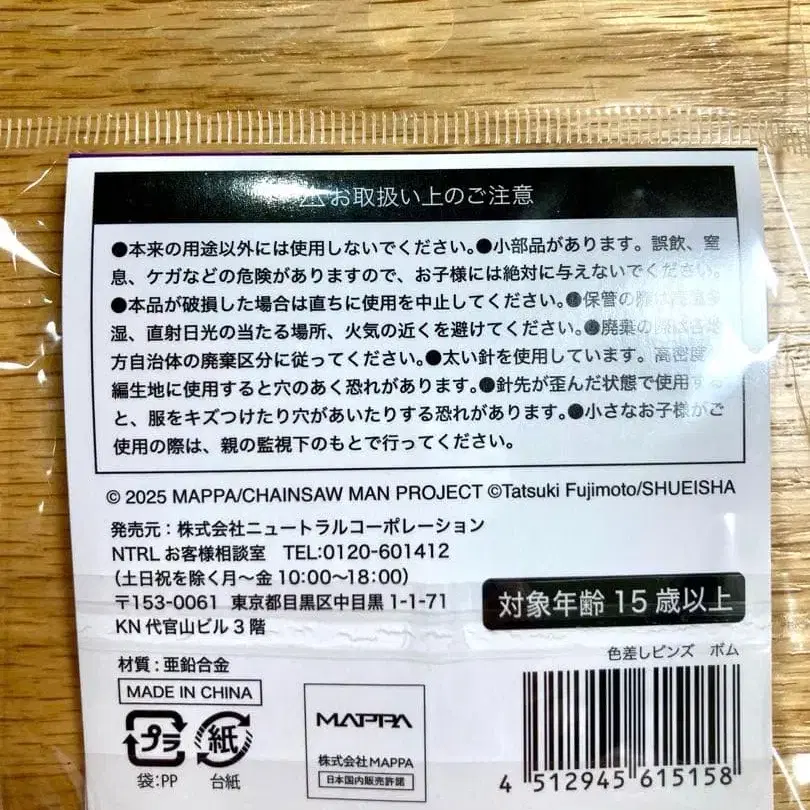 ⚠お取扱い上のご注意
●本来の用途以外には使用しないでください。●小部品があります。誤飲、窒
息、ケガなどの危険がありますので、お子様には絶対に与えないでください。
●本品が破損した場合は直ちに使用を中止してください。●保管の際は高温多
湿、直射日光の当たる場所、火気の近くを避けてください。●廃棄の際は各地
方自治体の廃棄区分に従ってください。●太い針を使用しています。高密度
編生地に使用すると穴のあく恐れがあります。●針先が歪んだ状態で使用する
と、服をキズつけたり穴があいたりする恐れがあります。●小さなお子様がご
使用の際は、親の監視下のもとで行ってください。
© 2025 MAPPA/CHAINSAW MAN PROJECT ©Tatsuki Fujimoto/SHUEISHA
発売元：株式会社ニュートラルコーポレーション
NTRL お客様相談室 TEL:0120-601412
（土日祝を除く月〜金 10:00〜18:00）
〒153-0061 東京都目黒区中目黒 1-1-71
KN 代官山ビル 3 階
対象年齢 15 歳以上
材質：亜鉛合金
MADE IN CHINA
プラ
袋:PP
紙
台紙
MAPPA
株式会社MAPPA
日本国内販売許諾
色差しピンズ ボム
4 512945 615158